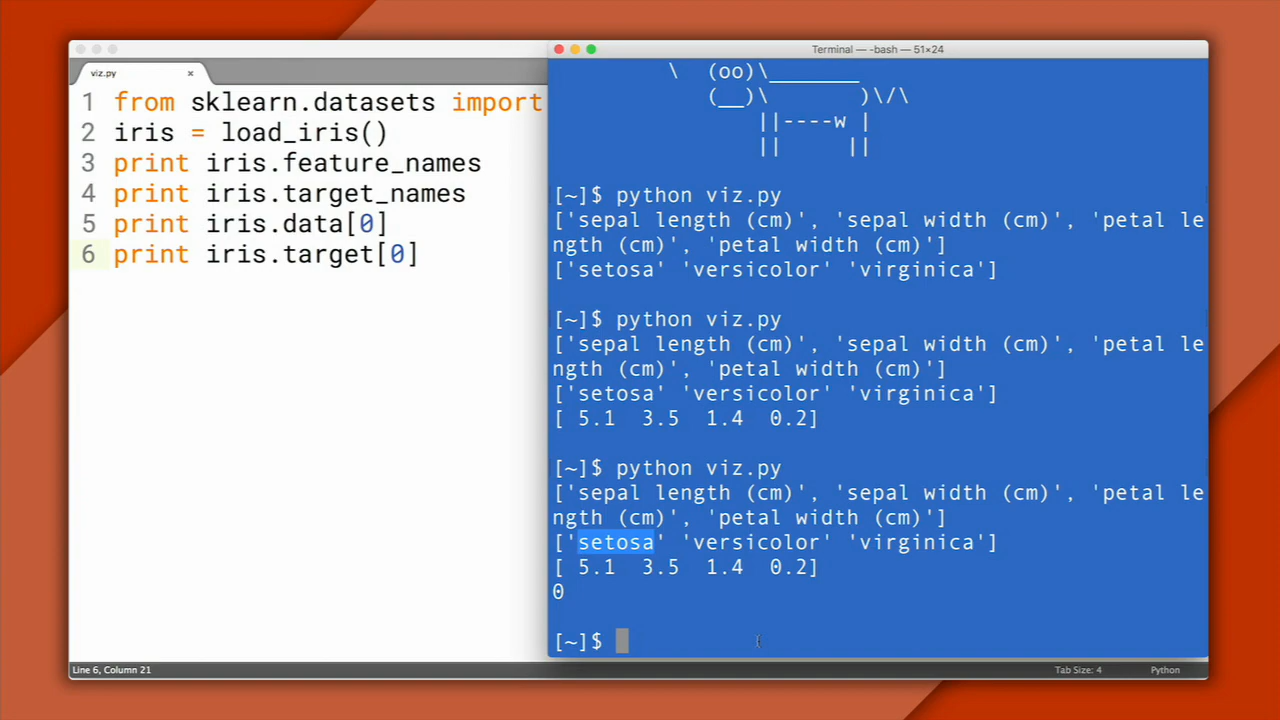 viz.py
1 from sklearn.datasets import
2 iris = load_iris()
3 print iris.feature_names
4 print iris.target_names
5 print iris.data[0]
6 print iris.target[0]
Line 6, Column 21
Terminal — -bash — 51×24
\  (oo)\_______
(__)\       )\/\
||----w |
||     ||
[~]$ python viz.py
['sepal length (cm)', 'sepal width (cm)', 'petal le
ngth (cm)', 'petal width (cm)']
['setosa' 'versicolor' 'virginica']
[~]$ python viz.py
['sepal length (cm)', 'sepal width (cm)', 'petal le
ngth (cm)', 'petal width (cm)']
['setosa' 'versicolor' 'virginica']
[ 5.1  3.5  1.4  0.2]
[~]$ python viz.py
['sepal length (cm)', 'sepal width (cm)', 'petal le
ngth (cm)', 'petal width (cm)']
['setosa' 'versicolor' 'virginica']
[ 5.1  3.5  1.4  0.2]
0
[~]$
Tab Size: 4
Python